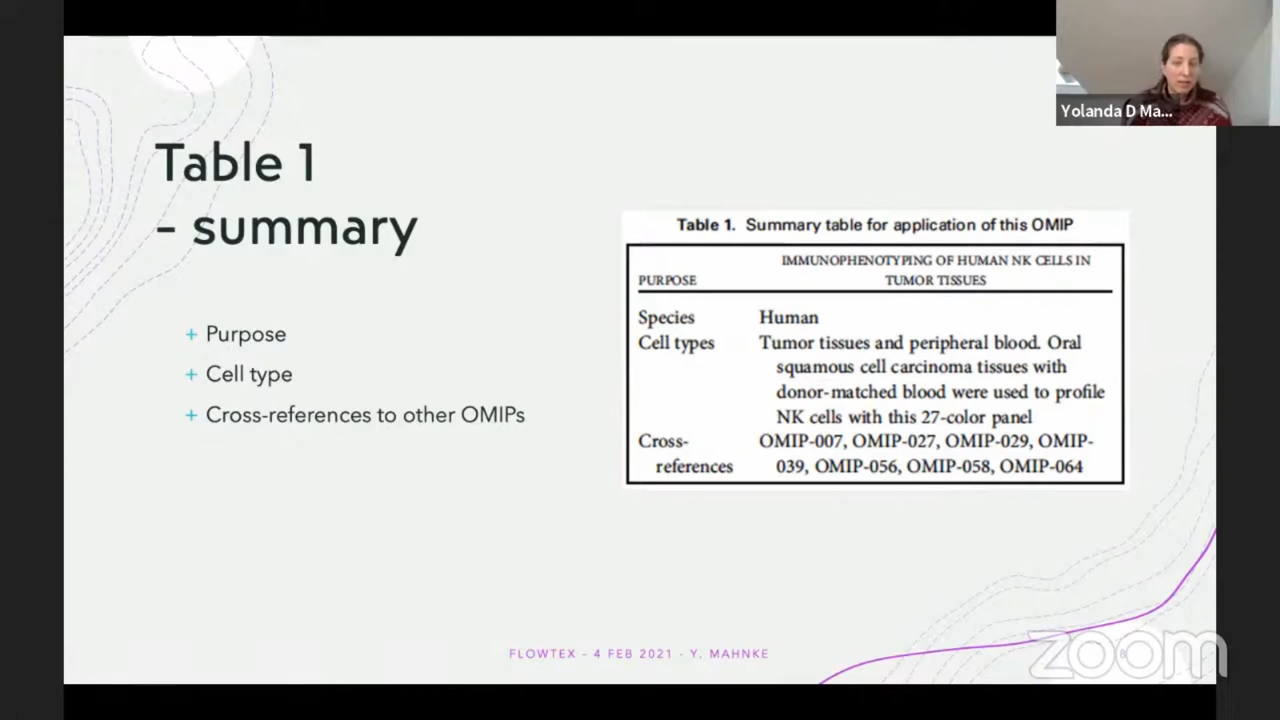 Yolanda D Ma...
Table 1
- summary
+ Purpose
+ Cell type
+ Cross-references to other OMIPs
Table 1. Summary table for application of this OMIP
PURPOSE
IMMUNOPHENOTYPING OF HUMAN NK CELLS IN
TUMOR TISSUES
Species Human
Cell types Tumor tissues and peripheral blood. Oral
squamous cell carcinoma tissues with
donor-matched blood were used to profile
NK cells with this 27-color panel
Cross- OMIP-007, OMIP-027, OMIP-029, OMIP-
references 039, OMIP-056, OMIP-058, OMIP-064
FLOWTEX - 4 FEB 2021 - Y. MAHNKE
8
zoom